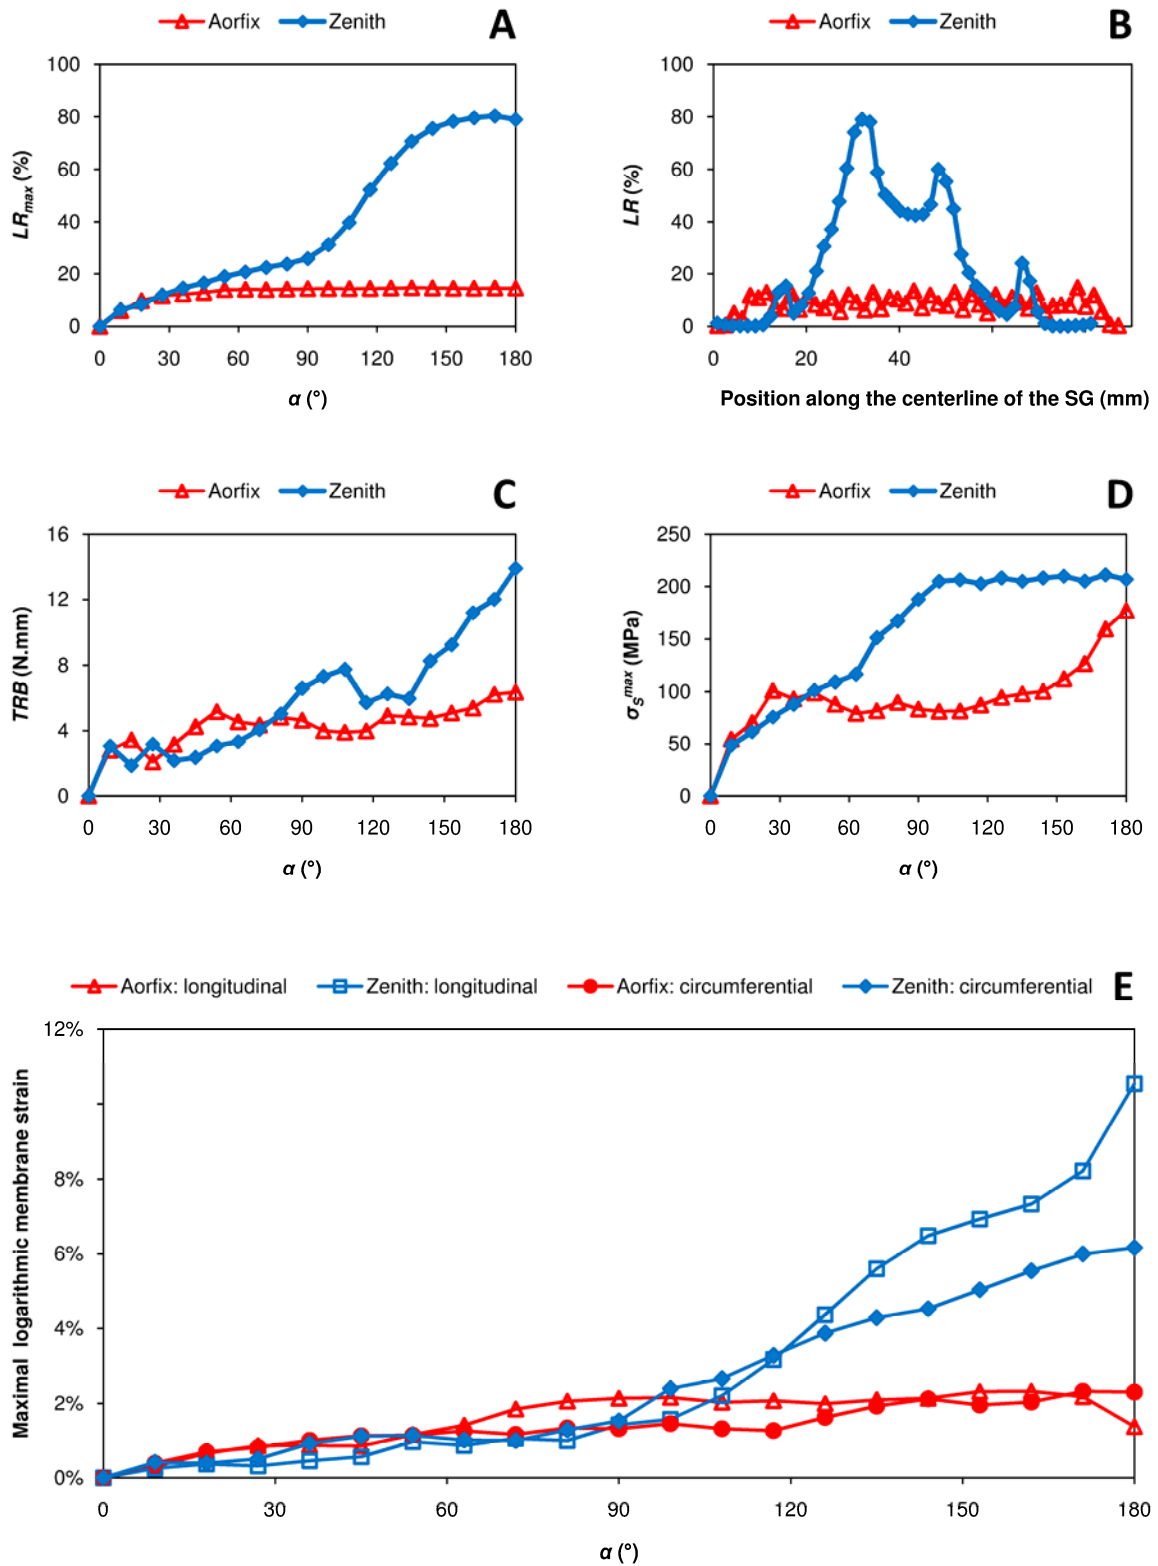 Aorfix Zenith A
100
80
60
40
20
0
LRmax (%)
0 30 60 90 120 150 180
α (°)
Aorfix Zenith B
100
80
60
40
20
0
LR (%)
0 20 40
Position along the centerline of the SG (mm)
Aorfix Zenith C
16
12
8
4
0
TRB (N.mm)
0 30 60 90 120 150 180
α (°)
Aorfix Zenith D
250
200
150
100
50
0
σS max (MPa)
0 30 60 90 120 150 180
α (°)
Aorfix: longitudinal Zenith: longitudinal Aorfix: circumferential Zenith: circumferential E
12%
8%
6%
4%
2%
0%
Maximal logarithmic membrane strain
0 30 60 90 120 150 180
α (°)